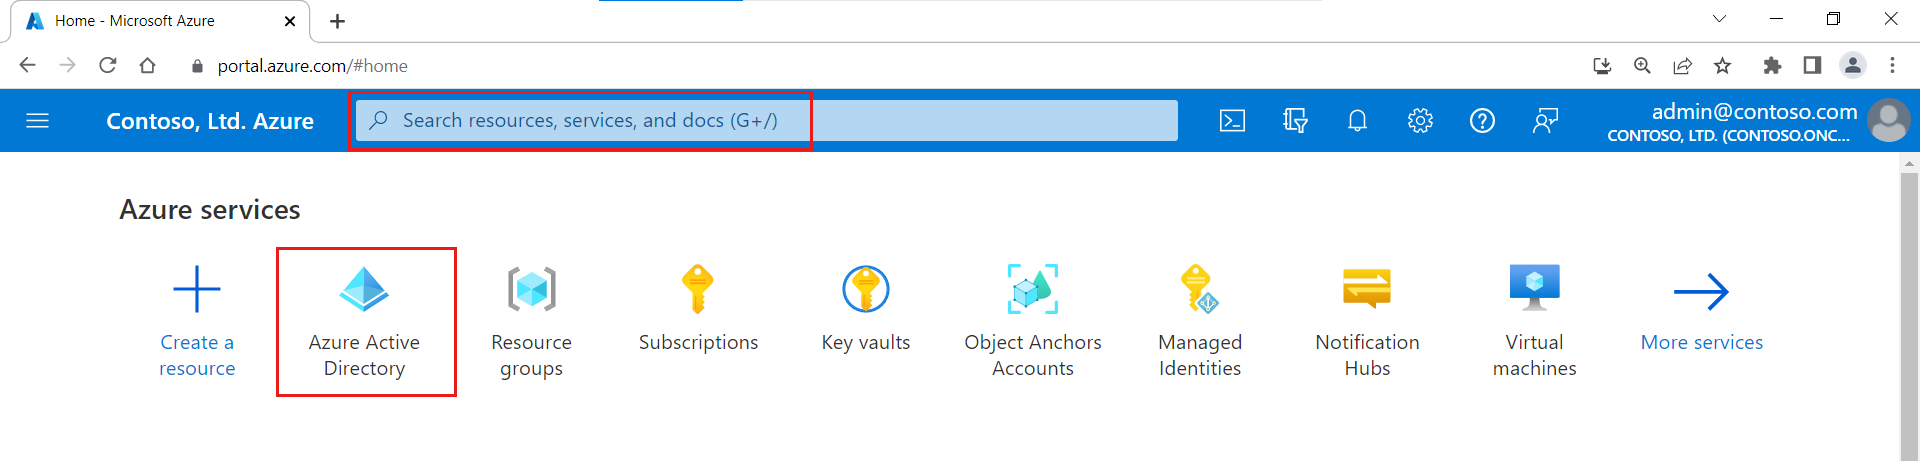 Home - Microsoft Azure
portal.azure.com/#home
Contoso, Ltd. Azure
Search resources, services, and docs (G+/)
admin@contoso.com
CONTOSO, LTD. (CONTOSO.ONC...
Azure services
Create a
resource
Azure Active
Directory
Resource
groups
Subscriptions
Key vaults
Object Anchors
Accounts
Managed
Identities
Notification
Hubs
Virtual
machines
More services